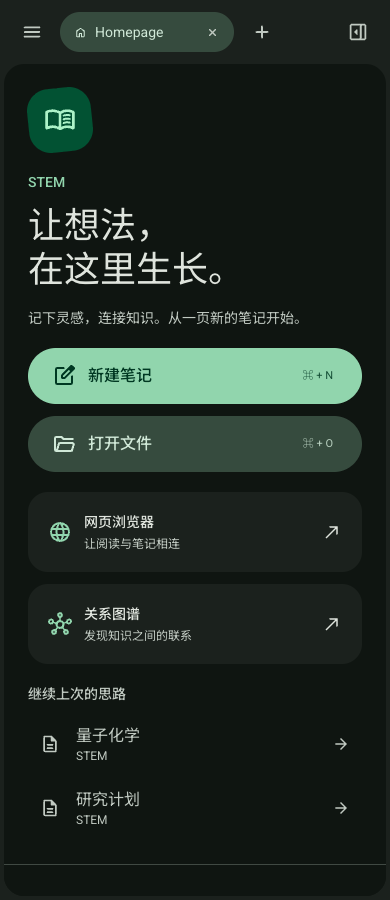 Homepage
STEM
让想法，
在这里生长。
记下灵感，连接知识。从一页新的笔记开始。
新建笔记 ⌘+N
打开文件 ⌘+O
网页浏览器
让阅读与笔记相连
关系图谱
发现知识之间的联系
继续上次的思路
量子化学
STEM
研究计划
STEM